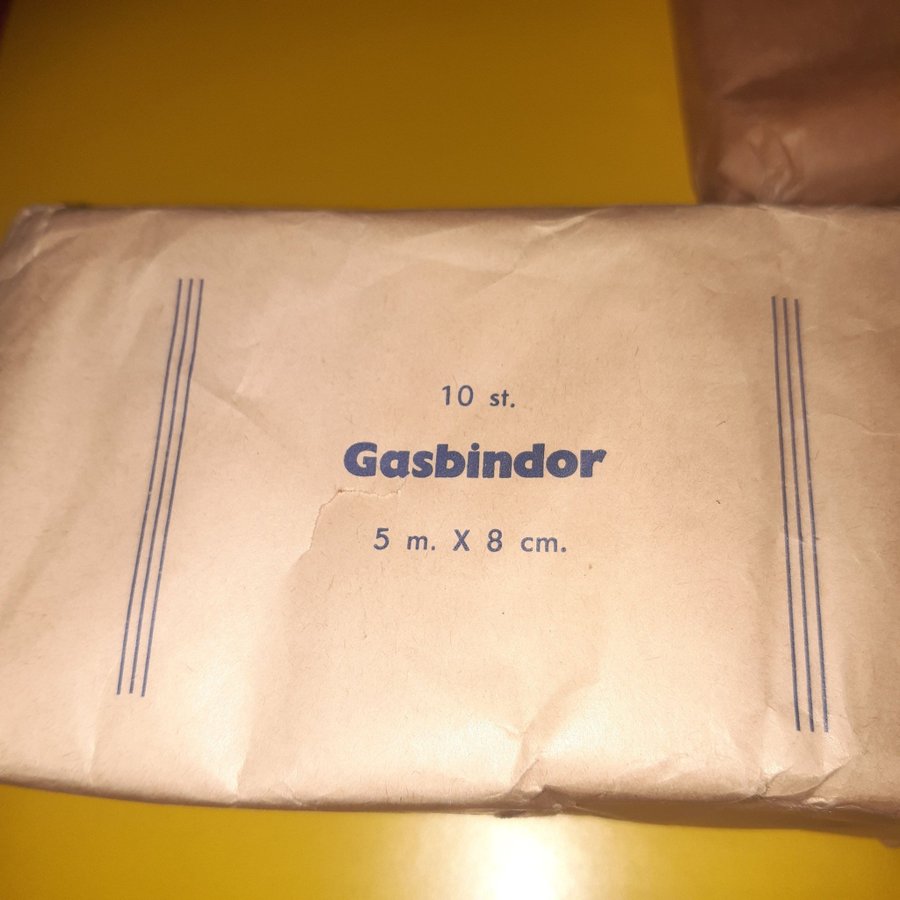 10 st.
Gasbindor
5 m. X 8 cm.